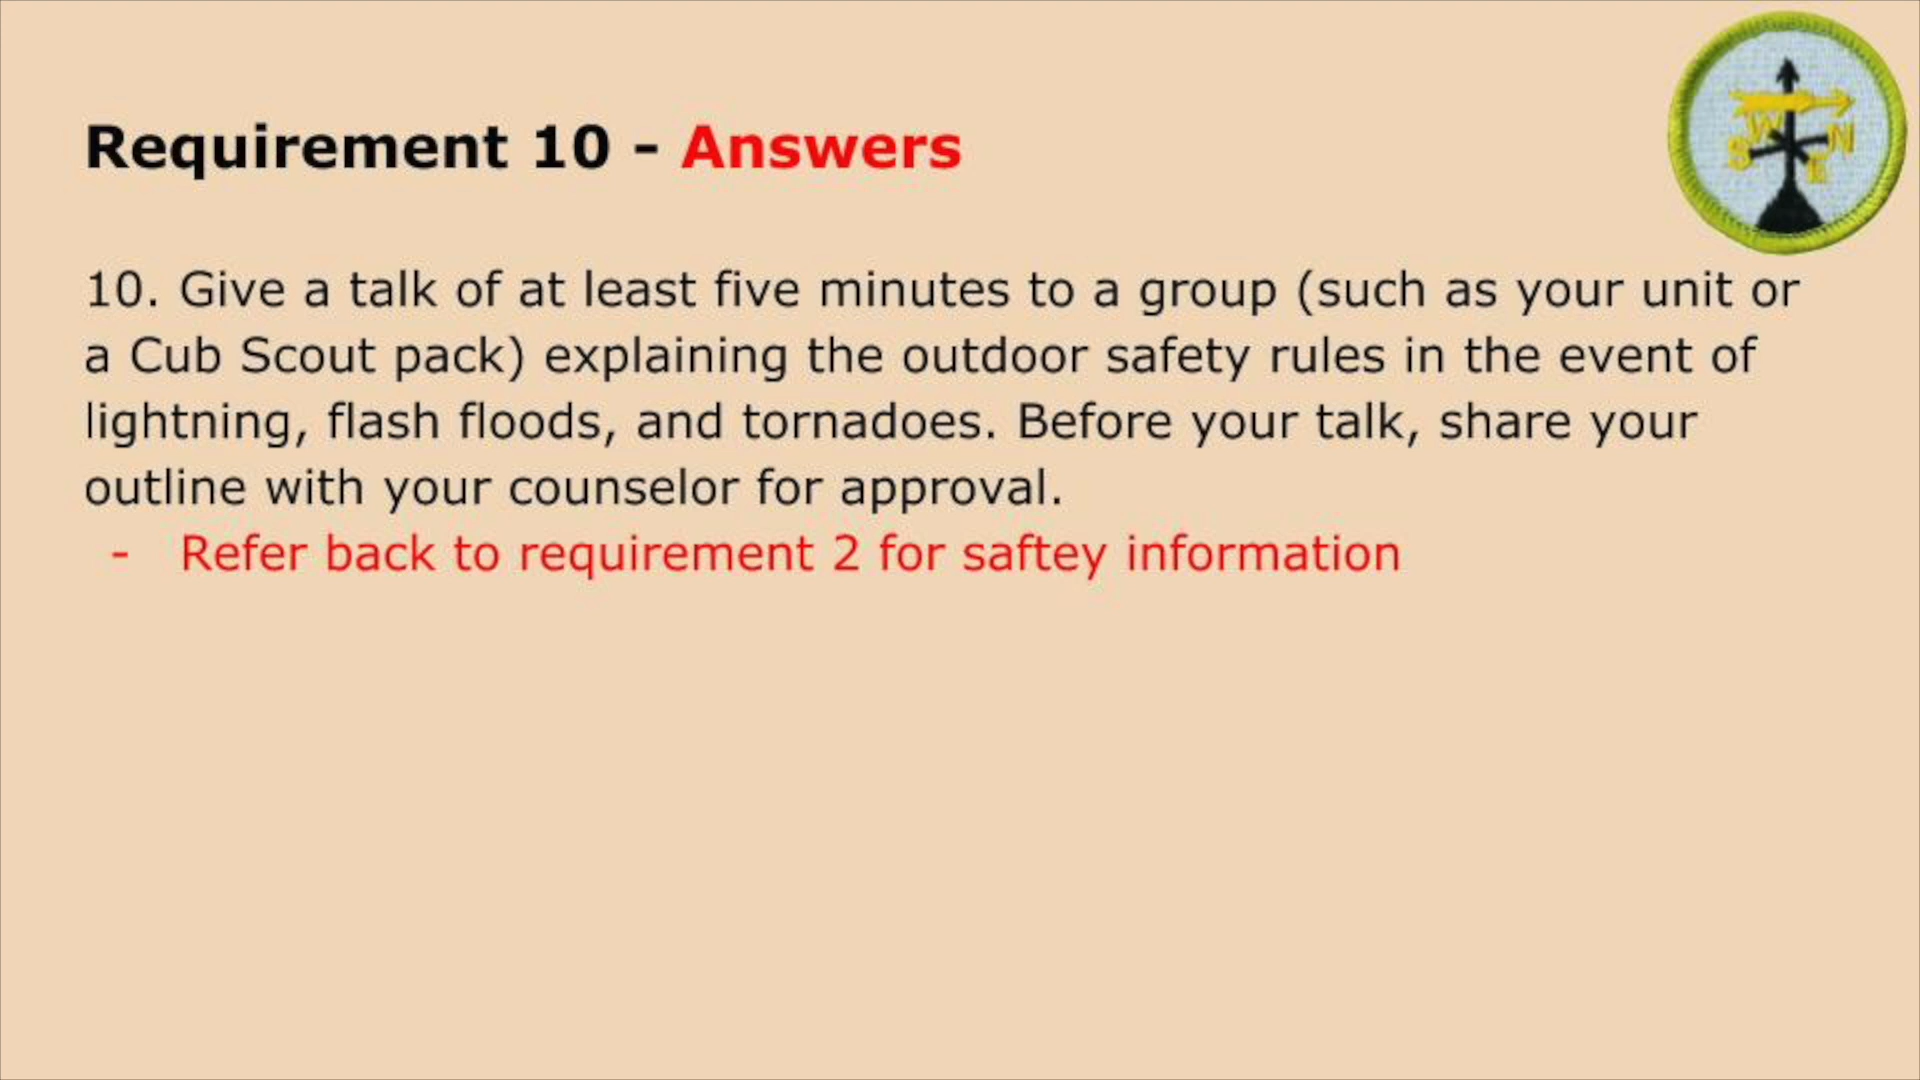 Requirement 10 - Answers
10. Give a talk of at least five minutes to a group (such as your unit or
a Cub Scout pack) explaining the outdoor safety rules in the event of
lightning, flash floods, and tornadoes. Before your talk, share your
outline with your counselor for approval.
- Refer back to requirement 2 for saftey information
W N
S E